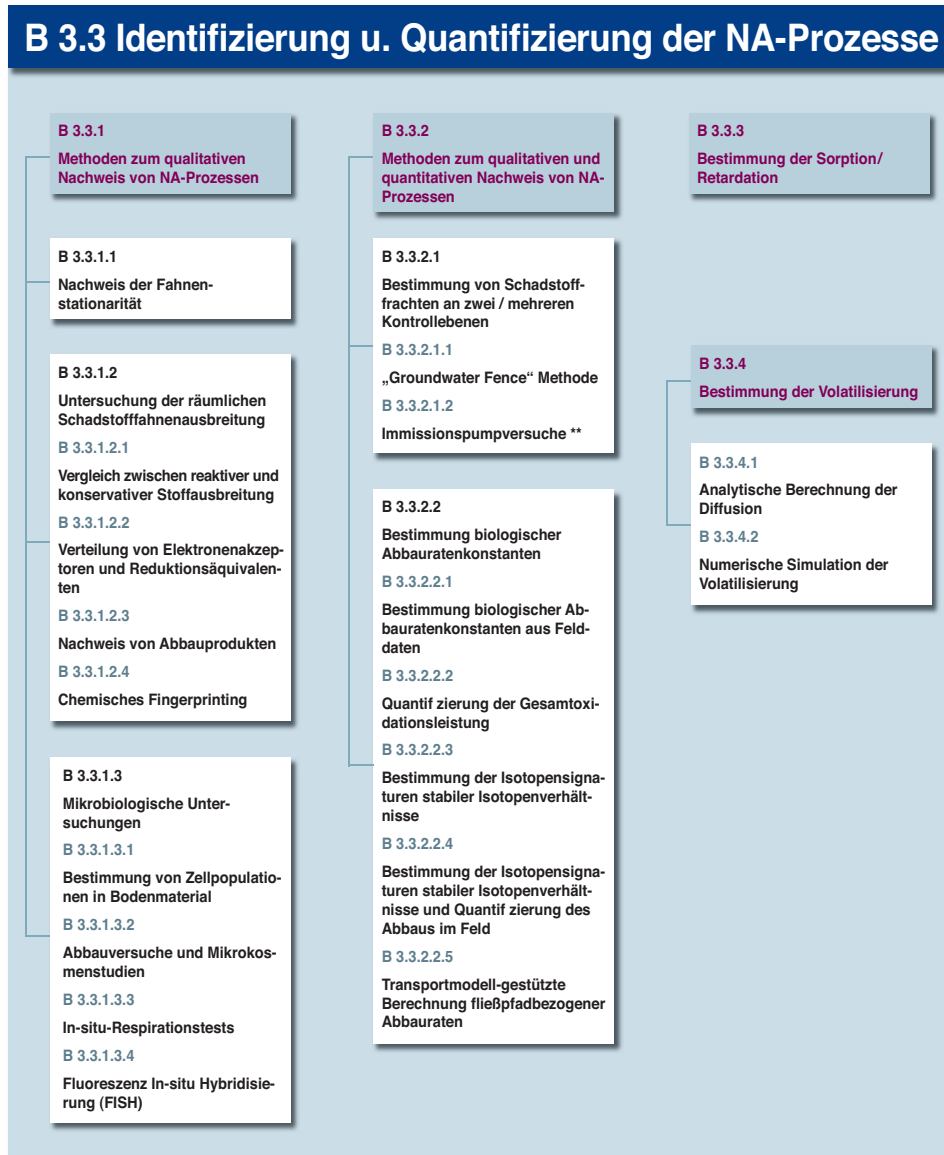 B 3.3 Identifizierung u. Quantifizierung der NA-Prozesse
B 3.3.1
Methoden zum qualitativen
Nachweis von NA-Prozessen
B 3.3.1.1
Nachweis der Fahnen-
stationarität
B 3.3.1.2
Untersuchung der räumlichen
Schadstofffahnenausbreitung
B 3.3.1.2.1
Vergleich zwischen reaktiver und
konservativer Stoffausbreitung
B 3.3.1.2.2
Verteilung von Elektronenakzep-
toren und Reduktionsäquivalen-
ten
B 3.3.1.2.3
Nachweis von Abbauprodukten
B 3.3.1.2.4
Chemisches Fingerprinting
B 3.3.1.3
Mikrobiologische Unter-
suchungen
B 3.3.1.3.1
Bestimmung von Zellpopulatio-
nen in Bodenmaterial
B 3.3.1.3.2
Abbauversuche und Mikrokos-
menstudien
B 3.3.1.3.3
In-situ-Respirationstests
B 3.3.1.3.4
Fluoreszenz In-situ Hybridisie-
rung (FISH)
B 3.3.2
Methoden zum qualitativen und
quantitativen Nachweis von NA-
Prozessen
B 3.3.2.1
Bestimmung von Schadstoff-
frachten an zwei / mehreren
Kontrollebenen
B 3.3.2.1.1
„Groundwater Fence“ Methode
B 3.3.2.1.2
Immissionspumpversuche **
B 3.3.2.2
Bestimmung biologischer
Abbauratenkonstanten
B 3.3.2.2.1
Bestimmung biologischer Ab-
bauratenkonstanten aus Feld-
daten
B 3.3.2.2.2
Quantif zierung der Gesamtoxi-
dationsleistung
B 3.3.2.2.3
Bestimmung der Isotopensigna-
turen stabiler Isotopenverhält-
nisse
B 3.3.2.2.4
Bestimmung der Isotopensigna-
turen stabiler Isotopenverhält-
nisse und Quantif zierung des
Abbaus im Feld
B 3.3.2.2.5
Transportmodell-gestützte
Berechnung fließpfadbezogener
Abbauraten
B 3.3.3
Bestimmung der Sorption/
Retardation
B 3.3.4
Bestimmung der Volatilisierung
B 3.3.4.1
Analytische Berechnung der
Diffusion
B 3.3.4.2
Numerische Simulation der
Volatilisierung